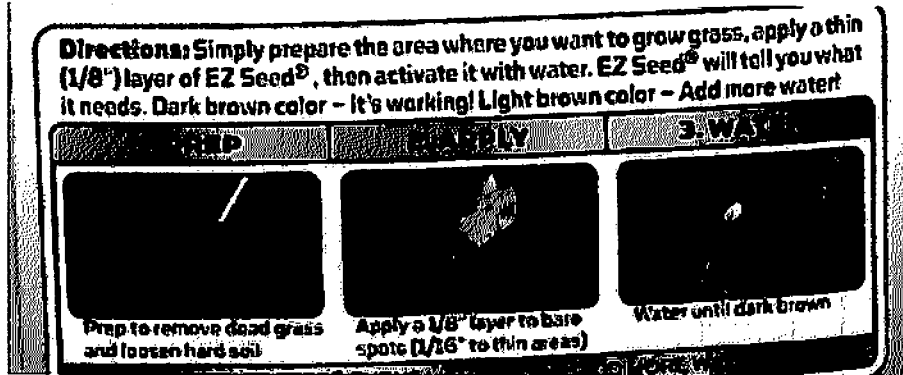 Directions: Simply prepare the area where you want to grow grass, apply a thin
(1/8") layer of EZ Seed®, then activate it with water. EZ Seed® will tell you what
it needs. Dark brown color – It's working! Light brown color – Add more water!
PREP
APPLY
3. WATER
Prep to remove dead grass
and loosen hard soil
Apply a 1/8" layer to bare
spots (1/16" to thin areas)
Water until dark brown